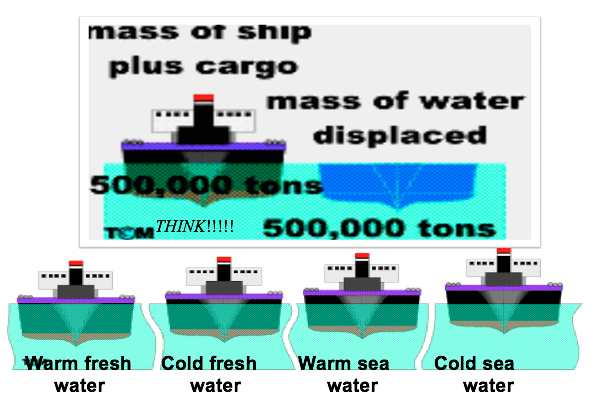 mass of ship
plus cargo
mass of water
displaced
500,000 tons
T©M THINK!!!!! 500,000 tons
Warm fresh
water
Cold fresh
water
Warm sea
water
Cold sea
water